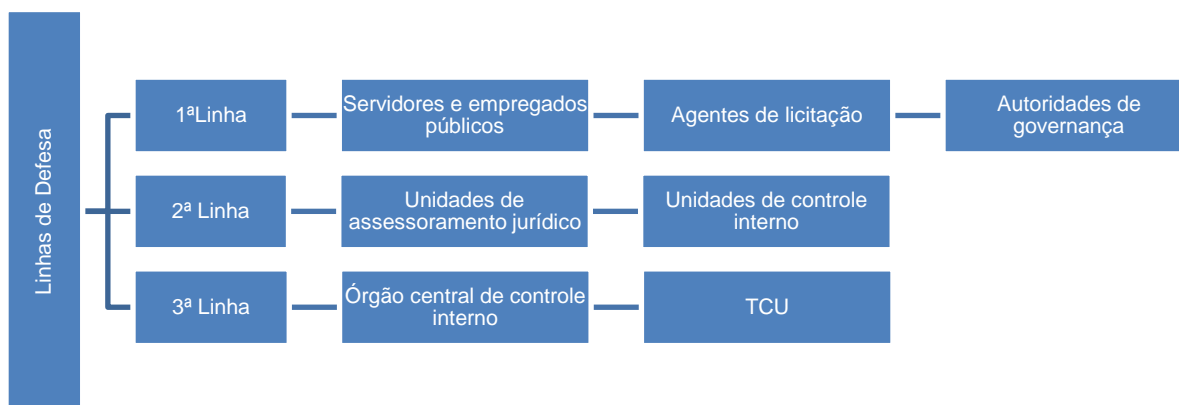 Linhas de Defesa
1ªLinha
Servidores e empregados
públicos
Agentes de licitação
Autoridades de
governança
2ª Linha
Unidades de
assessoramento jurídico
Unidades de controle
interno
3ª Linha
Órgão central de controle
interno
TCU